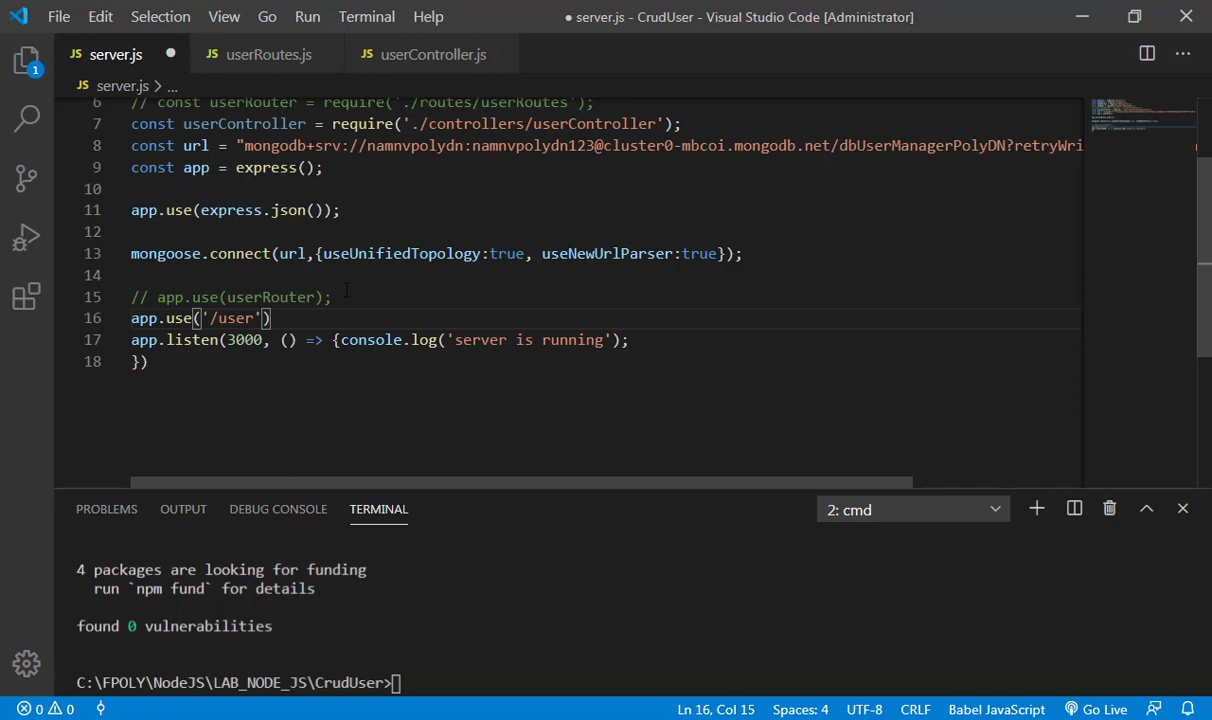 File Edit Selection View Go Run Terminal Help
● server.js - CrudUser - Visual Studio Code [Administrator]
1
JS server.js ●
JS userRoutes.js
JS userController.js
JS server.js > ...
6 // const userRouter = require('./routes/userRoutes');
7 const userController = require('./controllers/userController');
8 const url = "mongodb+srv://namnvpolydn:namnvpolydn123@cluster0-mbcoi.mongodb.net/dbUserManagerPolyDN?retryWri
9 const app = express();
10
11 app.use(express.json());
12
13 mongoose.connect(url,{useUnifiedTopology:true, useNewUrlParser:true});
14
15 // app.use(userRouter);
16 app.use('/user')
17 app.listen(3000, () => {console.log('server is running');
18 })
PROBLEMS OUTPUT DEBUG CONSOLE TERMINAL
2: cmd
4 packages are looking for funding
run `npm fund` for details
found 0 vulnerabilities
C:\FPOLY\NodeJS\LAB_NODE_JS\CrudUser>
0 0
Ln 16, Col 15 Spaces: 4 UTF-8 CRLF Babel JavaScript Go Live